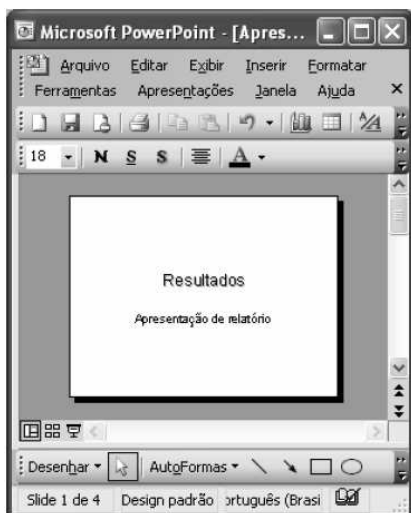 Microsoft PowerPoint - [Apres...
Arquivo Editar Exibir Inserir Formatar
Ferramentas Apresentações Janela Ajuda
18 N S S A
Resultados
Apresentação de relatório
Desenhar AutoFormas
Slide 1 de 4 Design padrão ortuguês (Brasi